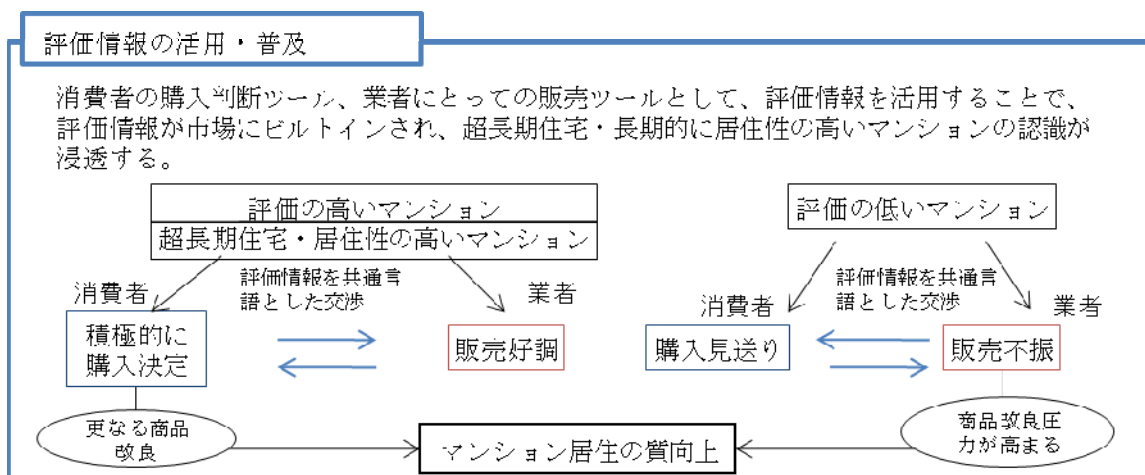 評価情報の活用・普及
消費者の購入判断ツール、業者にとっての販売ツールとして、評価情報を活用することで、
評価情報が市場にビルトインされ、超長期住宅・長期的に居住性の高いマンションの認識が
浸透する。
評価の高いマンション
超長期住宅・居住性の高いマンション
評価の低いマンション
評価情報を共通言
語とした交渉
評価情報を共通言
語とした交渉
消費者
業者
消費者
業者
積極的に
購入決定
販売好調
購入見送り
販売不振
更なる商品
改良
マンション居住の質向上
商品改良圧
力が高まる